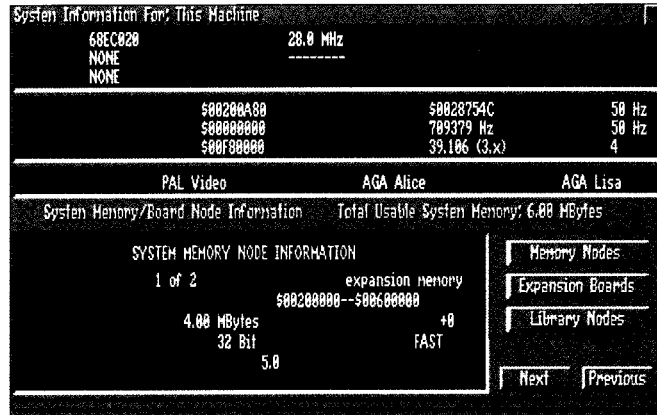 System Information For: This Machine
68EC020 28.0 MHz
NONE --------
NONE
$00200A80 $0028754C 50 Hz
$00000000 709379 Hz 50 Hz
$00F80000 39.106 (3.x) 4
PAL Video AGA Alice AGA Lisa
System Memory/Board Node Information Total Usable System Memory: 6.00 MBytes
SYSTEM MEMORY NODE INFORMATION
1 of 2 expansion memory
$00200000--$00600000
4.00 MBytes +0
32 Bit FAST
5.0
Memory Nodes
Expansion Boards
Library Nodes
Next Previous